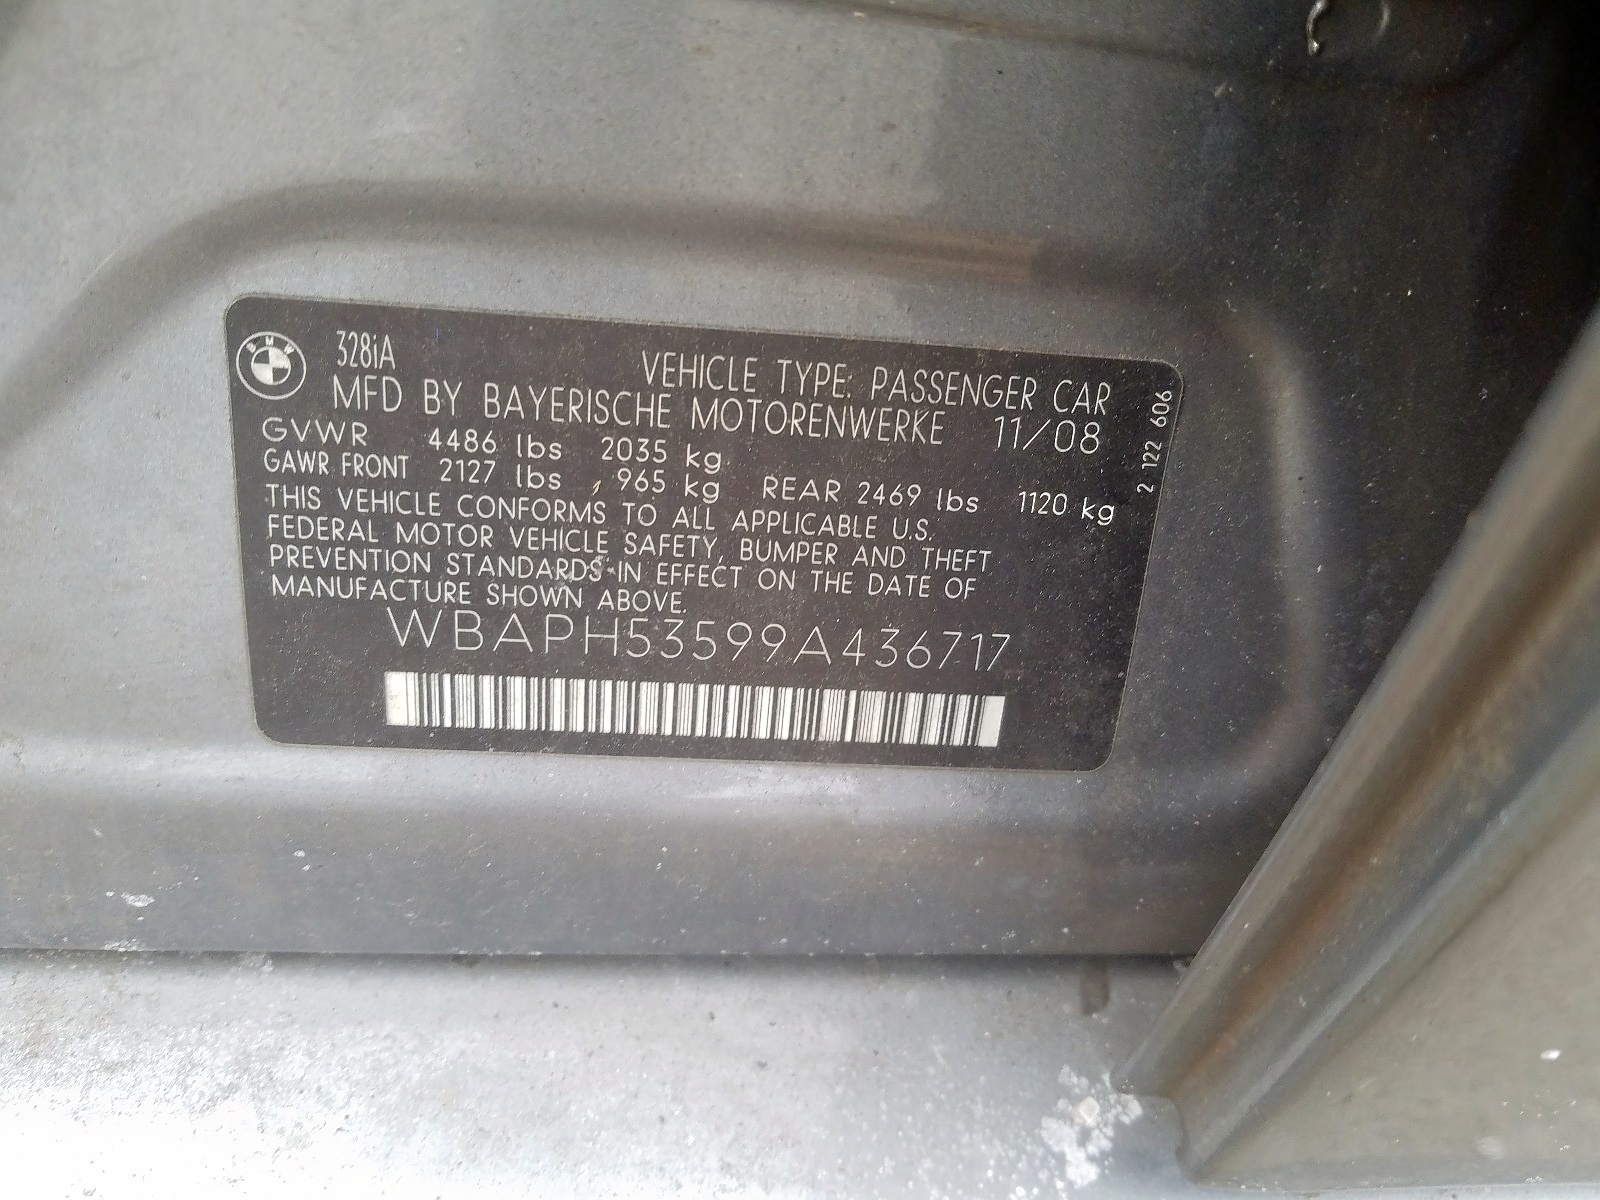 BMW
328iA
VEHICLE TYPE: PASSENGER CAR
MFD BY BAYERISCHE MOTORENWERKE 11/08
GVWR 4486 lbs 2035 kg
GAWR FRONT 2127 lbs 965 kg REAR 2469 lbs 1120 kg
THIS VEHICLE CONFORMS TO ALL APPLICABLE U.S.
FEDERAL MOTOR VEHICLE SAFETY, BUMPER AND THEFT
PREVENTION STANDARDS IN EFFECT ON THE DATE OF
MANUFACTURE SHOWN ABOVE.
WBAPH53599A436717
2 122 606